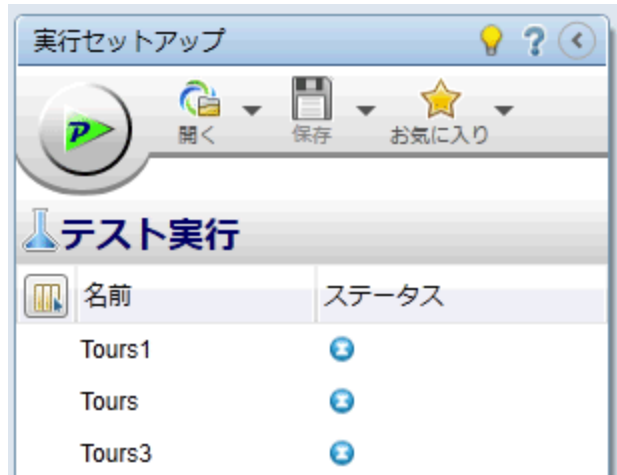 実行セットアップ
開く 保存 お気に入り
テスト実行
名前 ステータス
Tours1
Tours
Tours3